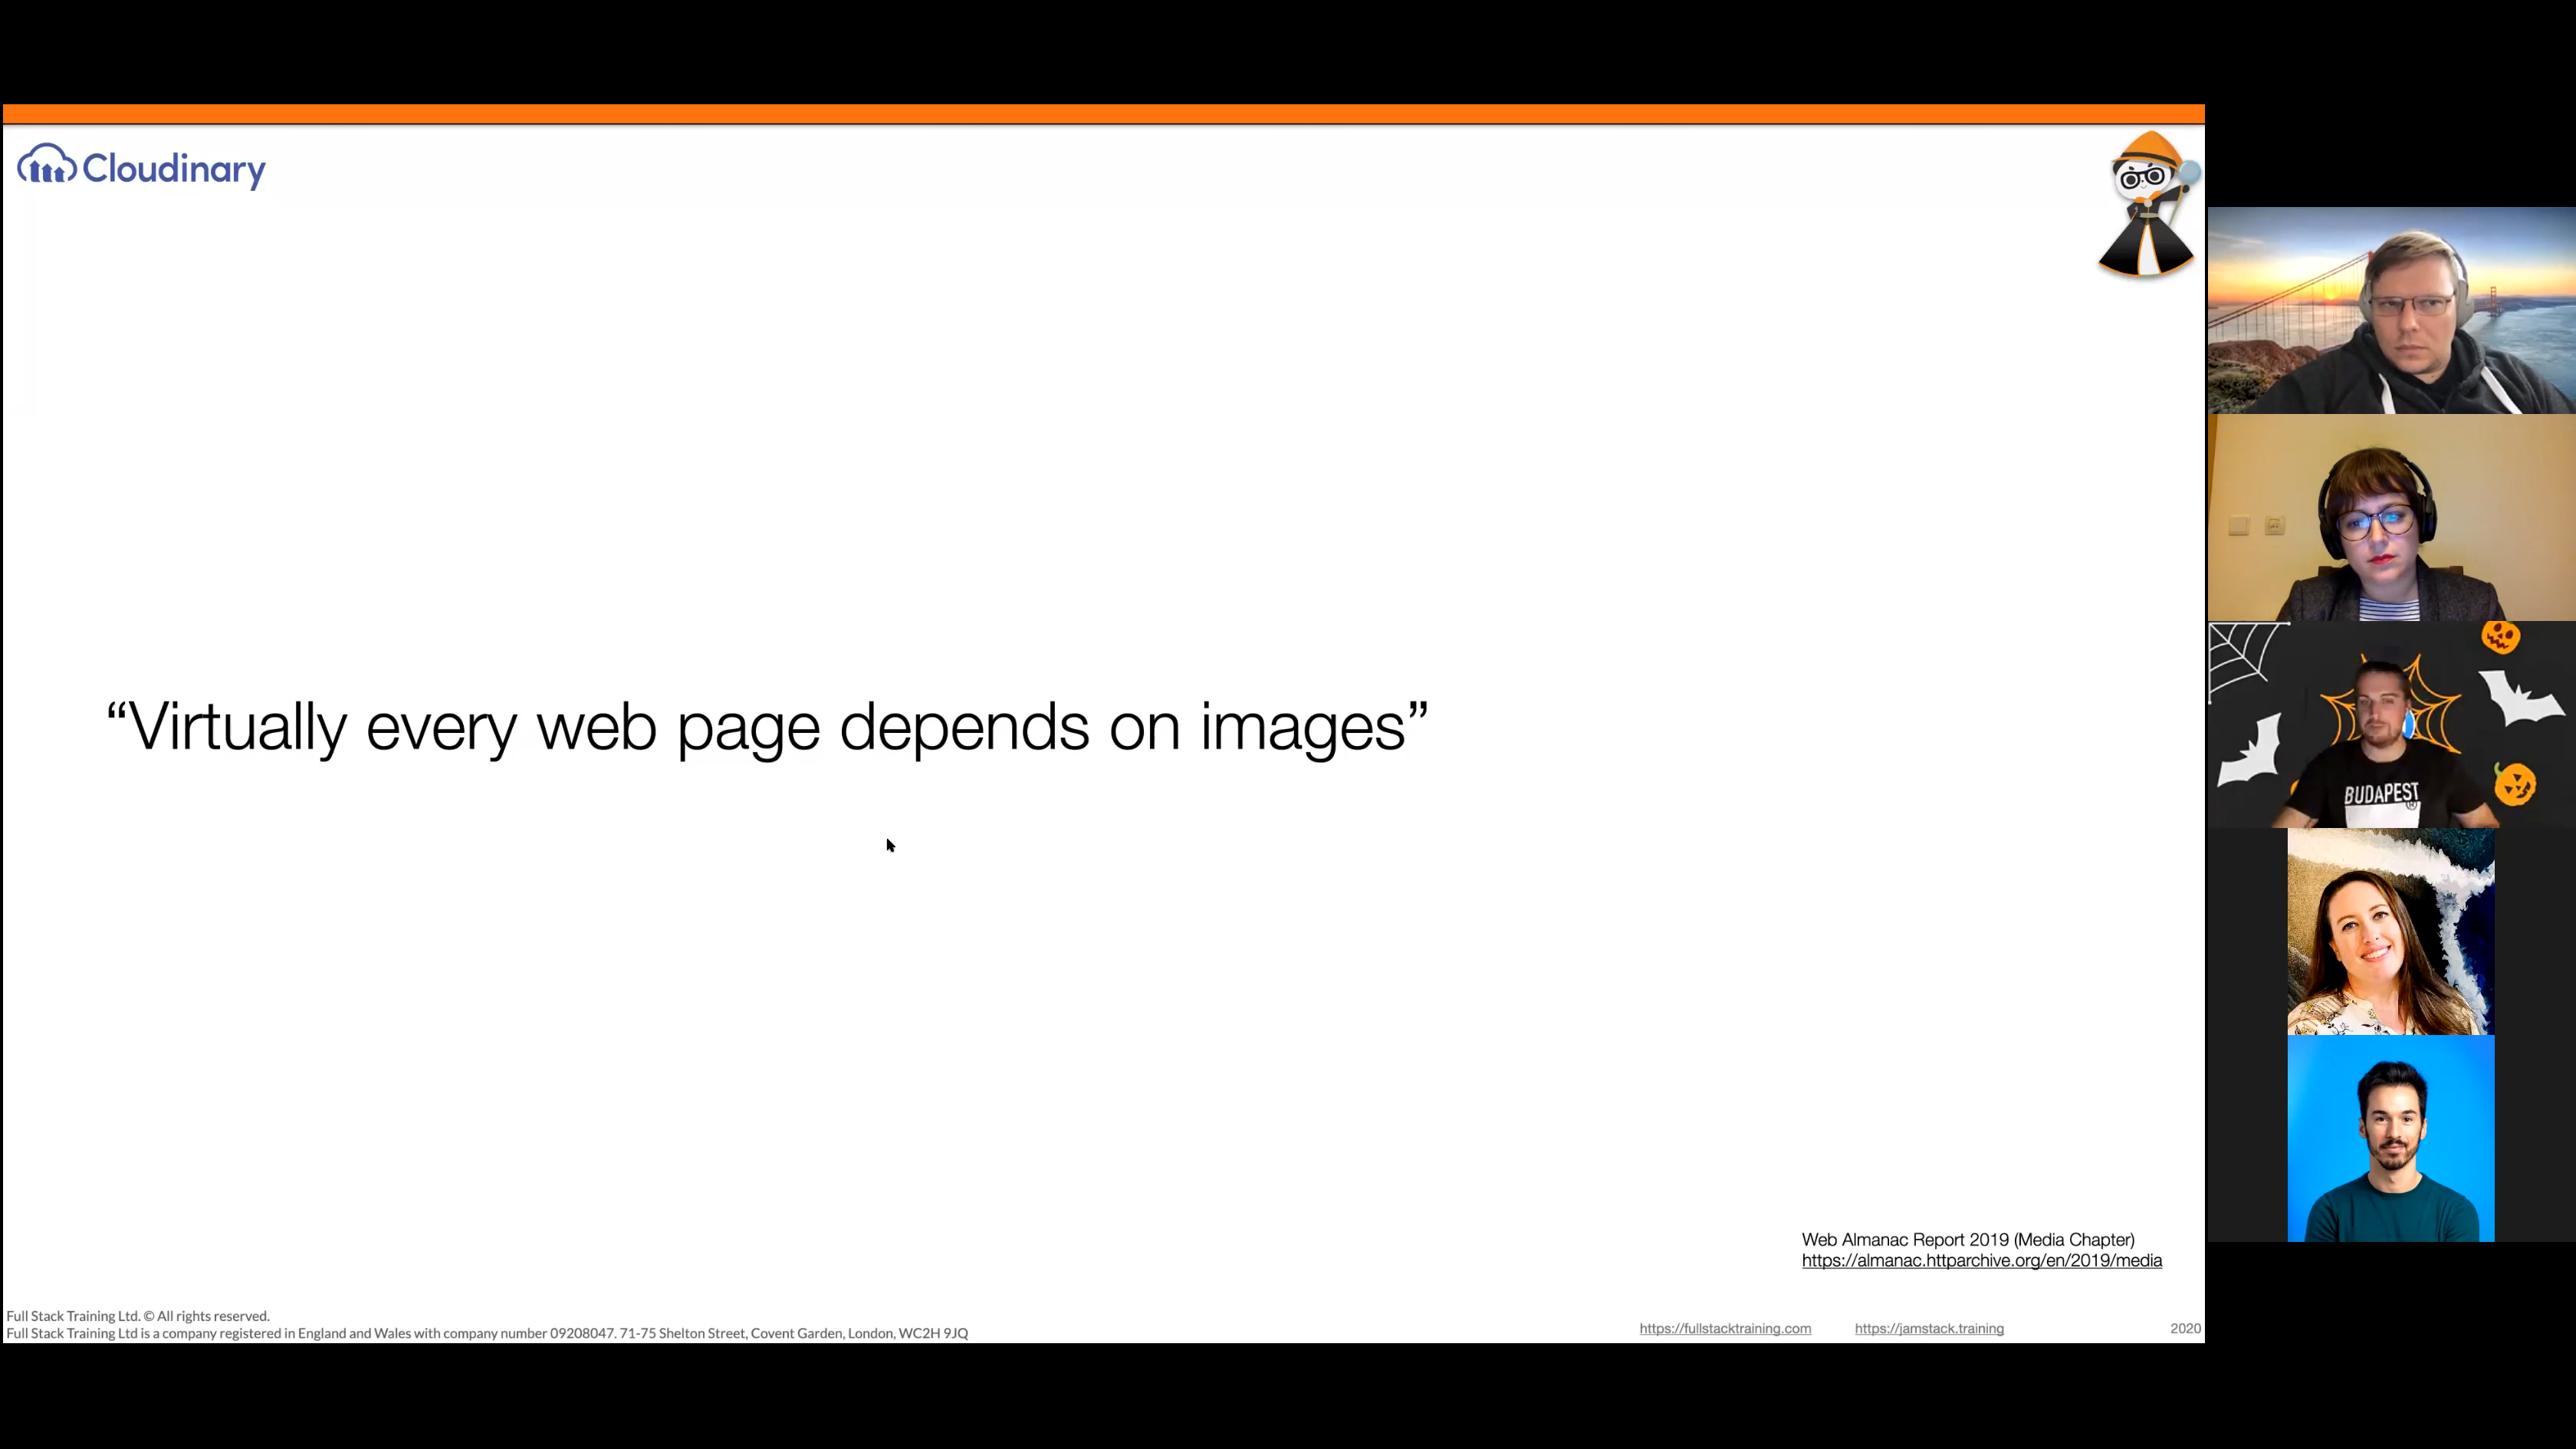 Cloudinary
“Virtually every web page depends on images”
BUDAPEST
®
Web Almanac Report 2019 (Media Chapter)
https://almanac.httparchive.org/en/2019/media
Full Stack Training Ltd. © All rights reserved.
Full Stack Training Ltd is a company registered in England and Wales with company number 09208047. 71-75 Shelton Street, Covent Garden, London, WC2H 9JQ
https://fullstacktraining.com
https://jamstack.training
2020